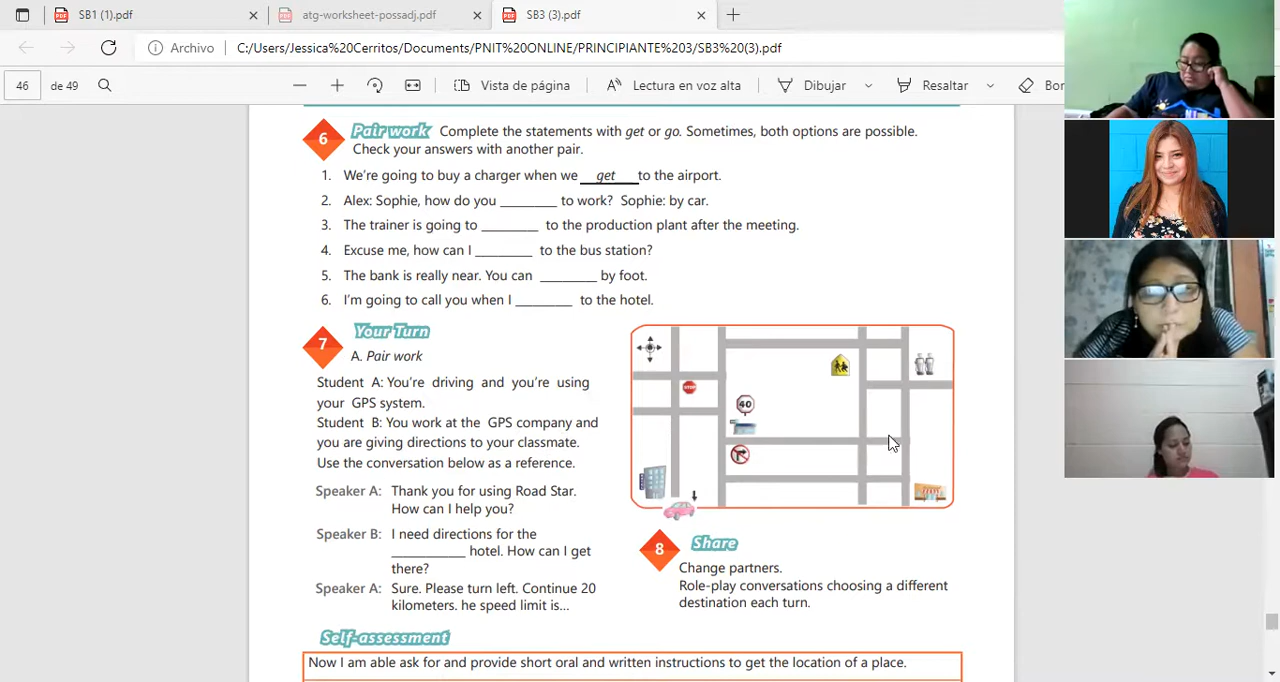 SB1 (1).pdf
atg-worksheet-possadj.pdf
SB3 (3).pdf
Archivo
C:/Users/Jessica%20Cerritos/Documents/PNIT%20ONLINE/PRINCIPIANTE%203/SB3%20(3).pdf
46 de 49
Vista de página
Lectura en voz alta
Dibujar
Resaltar
Bor
6 Pair work Complete the statements with get or go. Sometimes, both options are possible.
Check your answers with another pair.
1. We're going to buy a charger when we __get__ to the airport.
2. Alex: Sophie, how do you ________ to work? Sophie: by car.
3. The trainer is going to ________ to the production plant after the meeting.
4. Excuse me, how can I ________ to the bus station?
5. The bank is really near. You can ________ by foot.
6. I'm going to call you when I ________ to the hotel.
7 Your Turn
A. Pair work
Student A: You're driving and you're using
your GPS system.
Student B: You work at the GPS company and
you are giving directions to your classmate.
Use the conversation below as a reference.
Speaker A: Thank you for using Road Star.
How can I help you?
Speaker B: I need directions for the
___________ hotel. How can I get
there?
Speaker A: Sure. Please turn left. Continue 20
kilometers. he speed limit is...
STOP
40
8 Share
Change partners.
Role-play conversations choosing a different
destination each turn.
Self-assessment
Now I am able ask for and provide short oral and written instructions to get the location of a place.